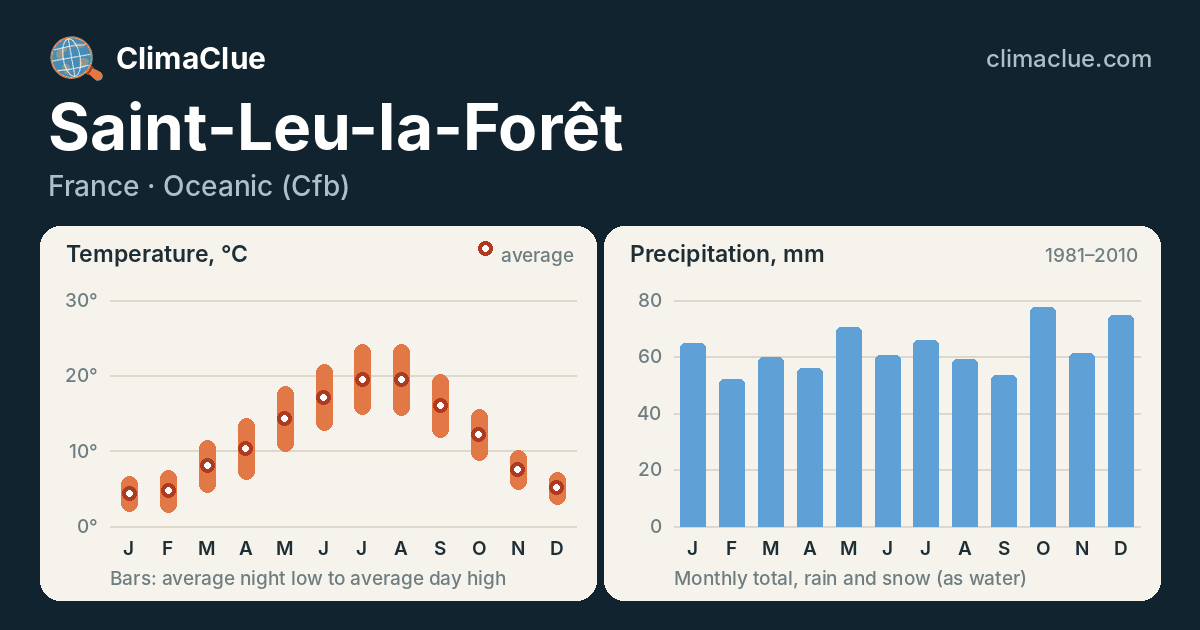 ClimaClue
climaclue.com
Saint-Leu-la-Forêt
France · Oceanic (Cfb)
Temperature, °C
average
30°
20°
10°
0°
J F M A M J J A S O N D
Bars: average night low to average day high
Precipitation, mm
1981–2010
80
60
40
20
0
J F M A M J J A S O N D
Monthly total, rain and snow (as water)